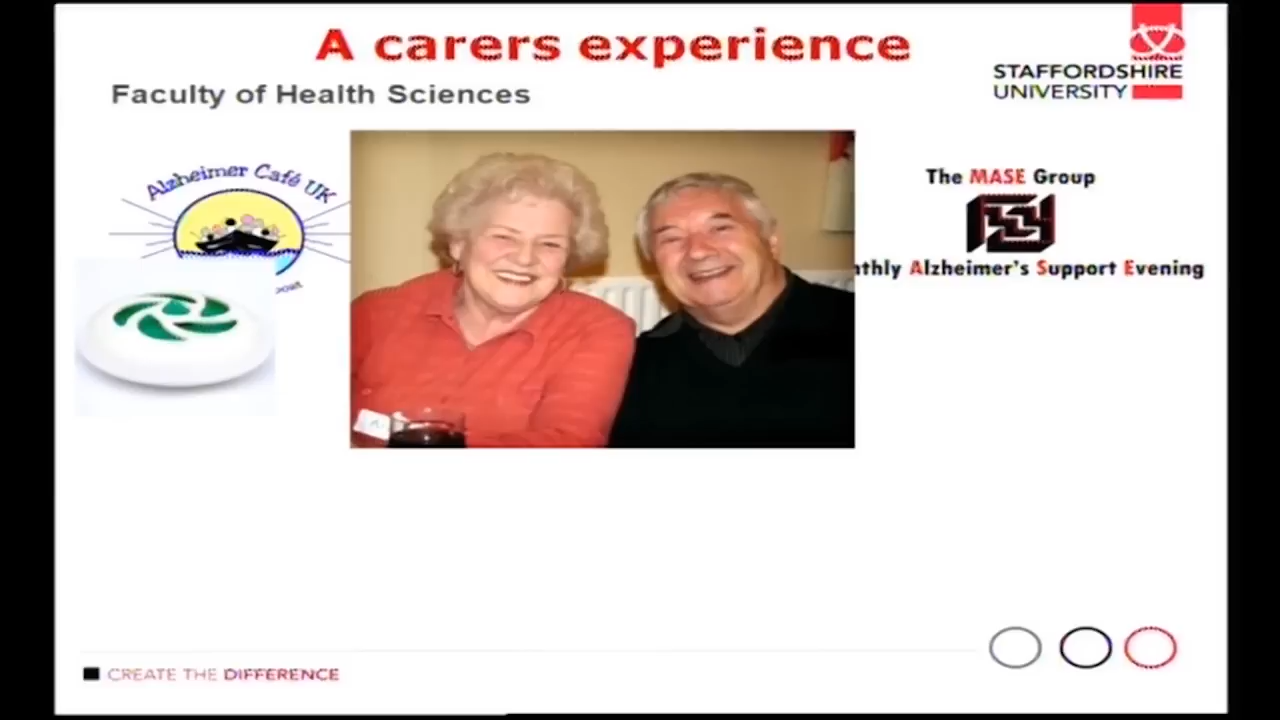 A carers experience
Faculty of Health Sciences
STAFFORDSHIRE
UNIVERSITY
Alzheimer Café UK
The MASE Group
nthly Alzheimer's Support Evening
CREATE THE DIFFERENCE